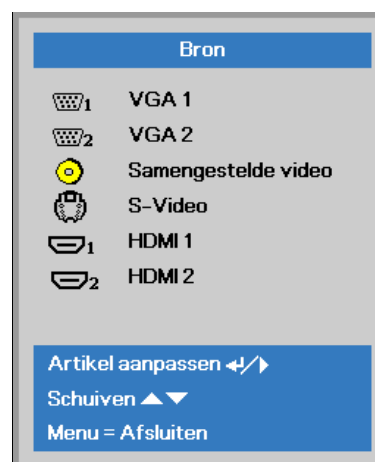 Bron
1 VGA 1
2 VGA 2
Samengestelde video
S-Video
1 HDMI 1
2 HDMI 2
Artikel aanpassen ↵/▶
Schuiven ▲▼
Menu = Afsluiten